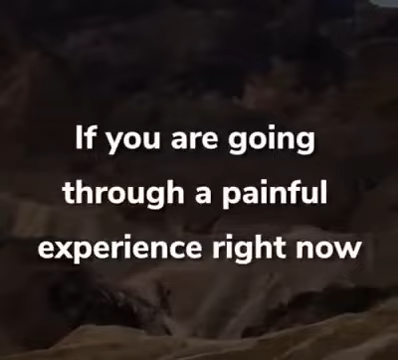 If you are going
through a painful
experience right now